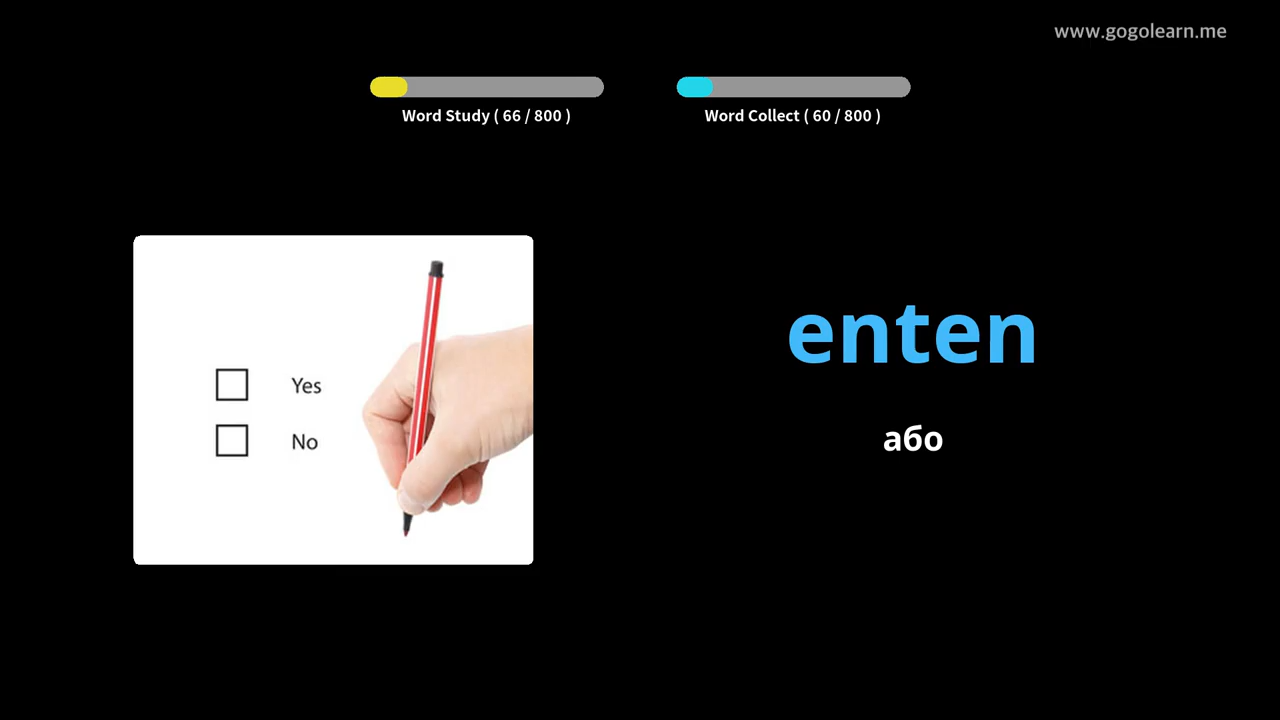 www.gogolearn.me
Word Study ( 66 / 800 )
Word Collect ( 60 / 800 )
Yes
No
enten
або